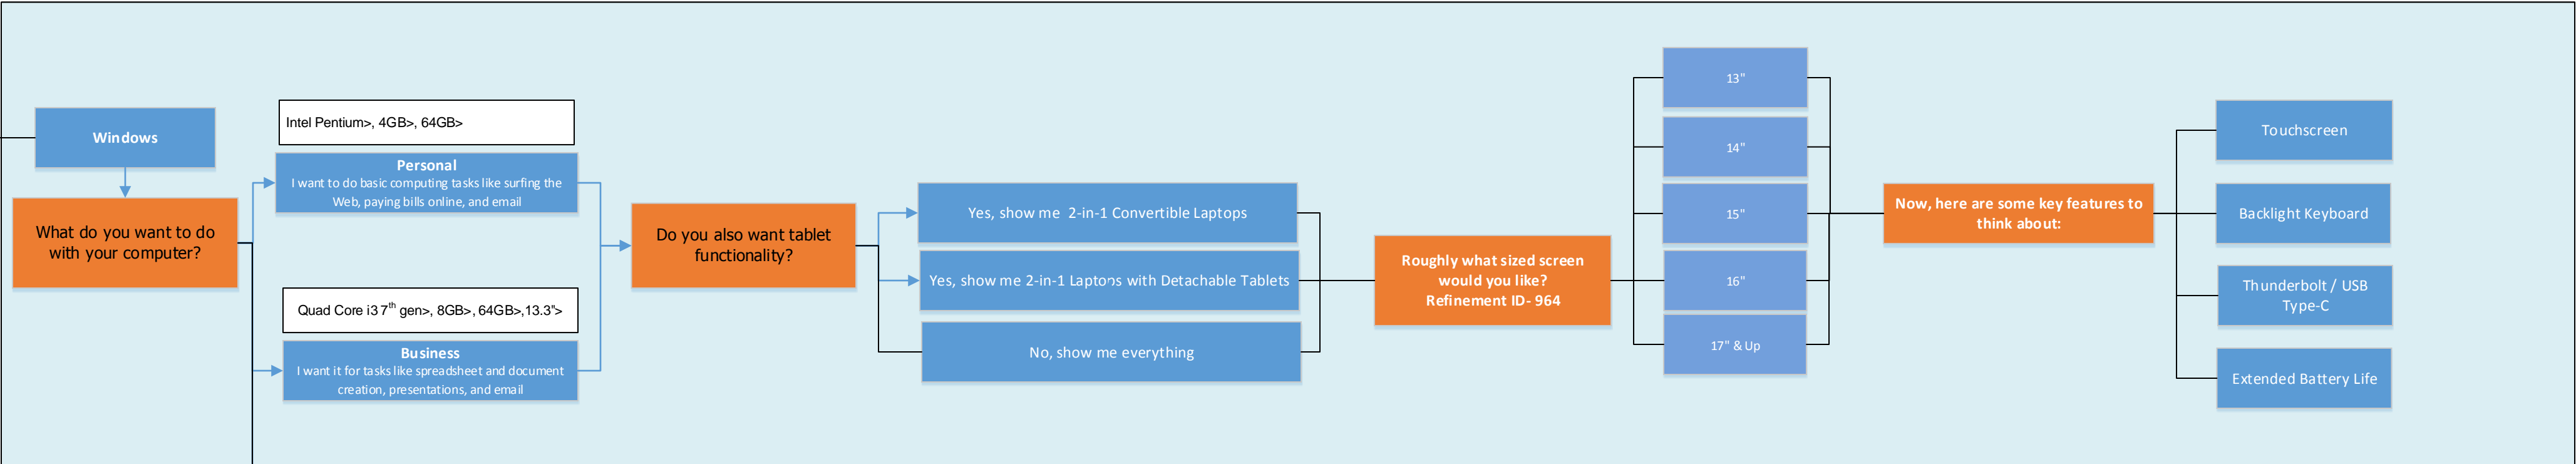 Windows
What do you want to do
with your computer?
Intel Pentium>, 4GB>, 64GB>
Personal
I want to do basic computing tasks like surfing the
Web, paying bills online, and email
Quad Core i3 7th gen>, 8GB>, 64GB>,13.3">
Business
I want it for tasks like spreadsheet and document
creation, presentations, and email
Do you also want tablet
functionality?
Yes, show me 2-in-1 Convertible Laptops
Yes, show me 2-in-1 Laptops with Detachable Tablets
No, show me everything
Roughly what sized screen
would you like?
Refinement ID- 964
13"
14"
15"
16"
17" & Up
Now, here are some key features to
think about:
Touchscreen
Backlight Keyboard
Thunderbolt / USB
Type-C
Extended Battery Life